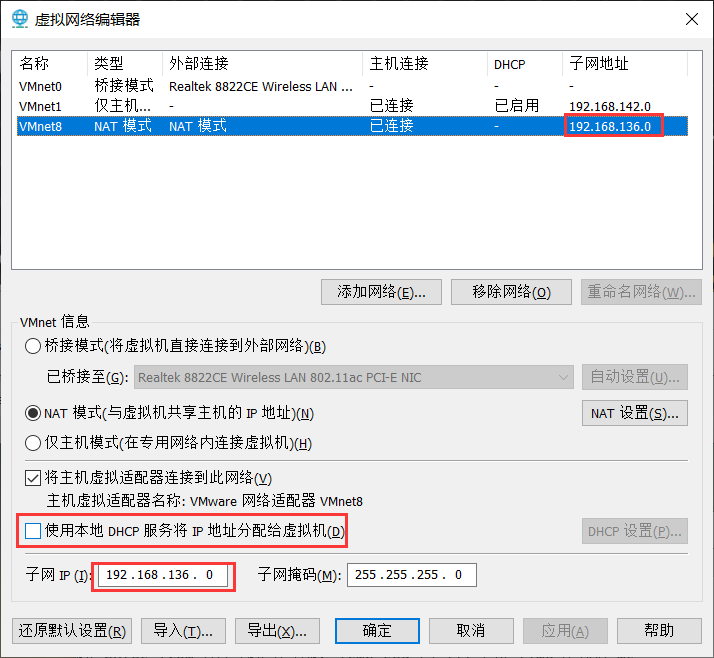 虚拟网络编辑器
名称 类型 外部连接 主机连接 DHCP 子网地址
VMnet0 桥接模式 Realtek 8822CE Wireless LAN ... - - -
VMnet1 仅主机... - 已连接 已启用 192.168.142.0
VMnet8 NAT 模式 NAT 模式 已连接 - 192.168.136.0
添加网络(E)... 移除网络(O) 重命名网络(W)...
VMnet 信息
桥接模式(将虚拟机直接连接到外部网络)(B)
已桥接至(G): Realtek 8822CE Wireless LAN 802.11ac PCI-E NIC 自动设置(U)...
NAT 模式(与虚拟机共享主机的 IP 地址)(N) NAT 设置(S)...
仅主机模式(在专用网络内连接虚拟机)(H)
将主机虚拟适配器连接到此网络(V)
主机虚拟适配器名称: VMware 网络适配器 VMnet8
使用本地 DHCP 服务将 IP 地址分配给虚拟机(D) DHCP 设置(P)...
子网 IP (I): 192 . 168 . 136 . 0 子网掩码(M): 255 . 255 . 255 . 0
还原默认设置(R) 导入(T)... 导出(X)... 确定 取消 应用(A) 帮助